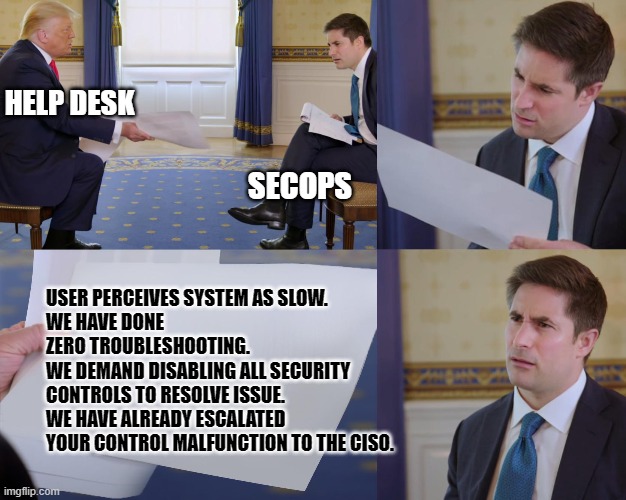 HELP DESK
SECOPS
USER PERCEIVES SYSTEM AS SLOW.
WE HAVE DONE
ZERO TROUBLESHOOTING.
WE DEMAND DISABLING ALL SECURITY
CONTROLS TO RESOLVE ISSUE.
WE HAVE ALREADY ESCALATED
YOUR CONTROL MALFUNCTION TO THE CISO.
imgflip.com